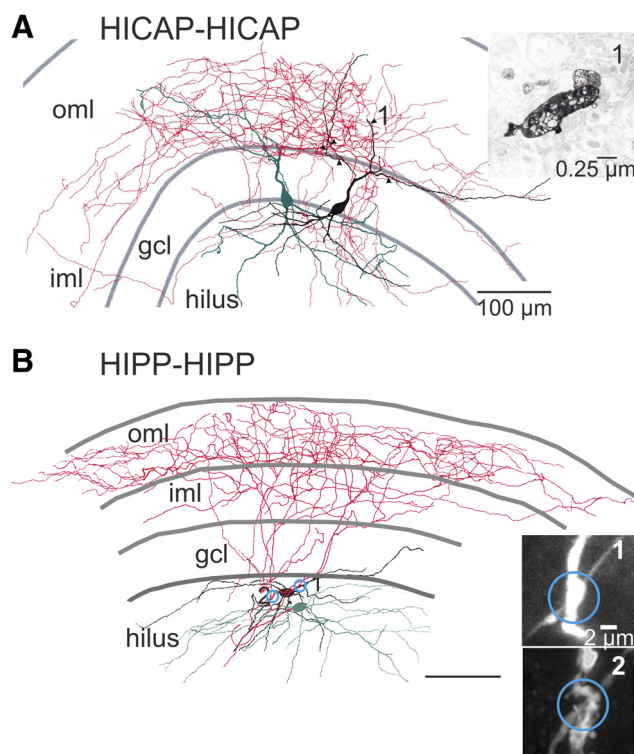 A HICAP-HICAP
1
oml
1
0.25 µm
gcl
iml
hilus
100 µm
B HIPP-HIPP
oml
iml
gcl
1
2
hilus
1
2 µm
2